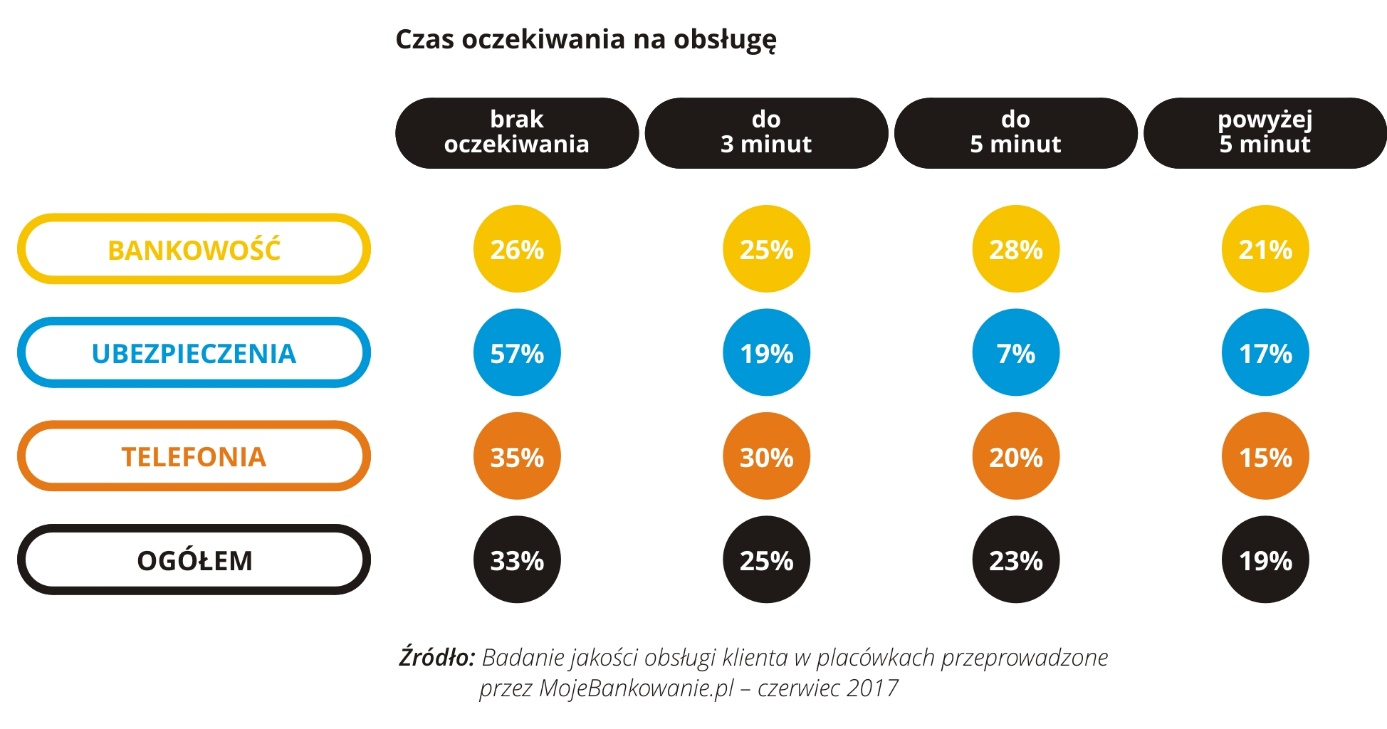 Czas oczekiwania na obsługę
brak
oczekiwania
do
3 minut
do
5 minut
powyżej
5 minut
BANKOWOŚĆ
26%
25%
28%
21%
UBEZPIECZENIA
57%
19%
7%
17%
TELEFONIA
35%
30%
20%
15%
OGÓŁEM
33%
25%
23%
19%
Źródło: Badanie jakości obsługi klienta w placówkach przeprowadzone
przez MojeBankowanie.pl – czerwiec 2017